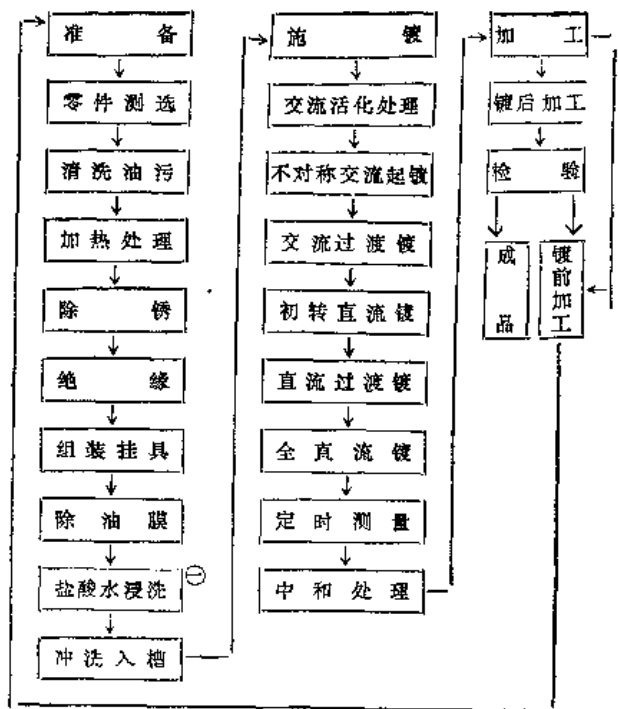 准备
零件测选
清洗油污
加热处理
除锈
绝缘
组装挂具
除油膜
盐酸水浸洗 ①
冲洗入槽
施镀
交流活化处理
不对称交流起镀
交流过渡镀
初转直流镀
直流过渡镀
全直流镀
定时测量
中和处理
加工
镀后加工
检验
成品
镀前加工